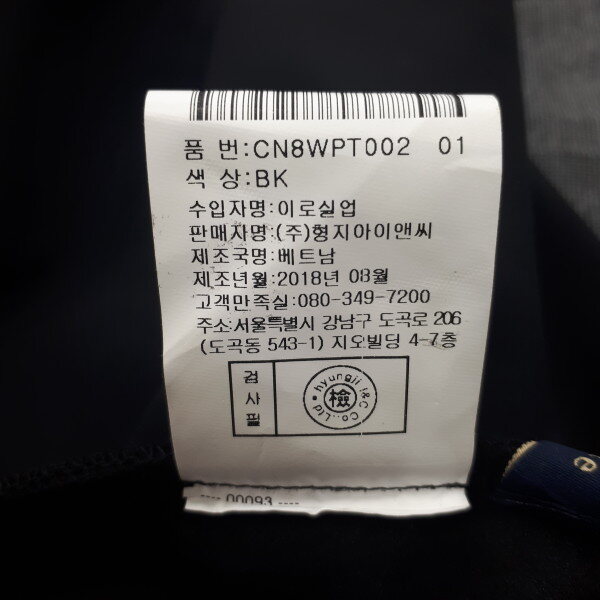 품 번:CN8WPT002 01
색 상:BK
수입자명:이로실업
판매자명:(주)형지아이앤씨
제조국명:베트남
제조년월:2018년 08월
고객만족실:080-349-7200
주소:서울특별시 강남구 도곡로 206
(도곡동 543-1) 지오빌딩 4-7층
검사필
hyungji I&C Co., Ltd.
檢
---- 00093 ----
e